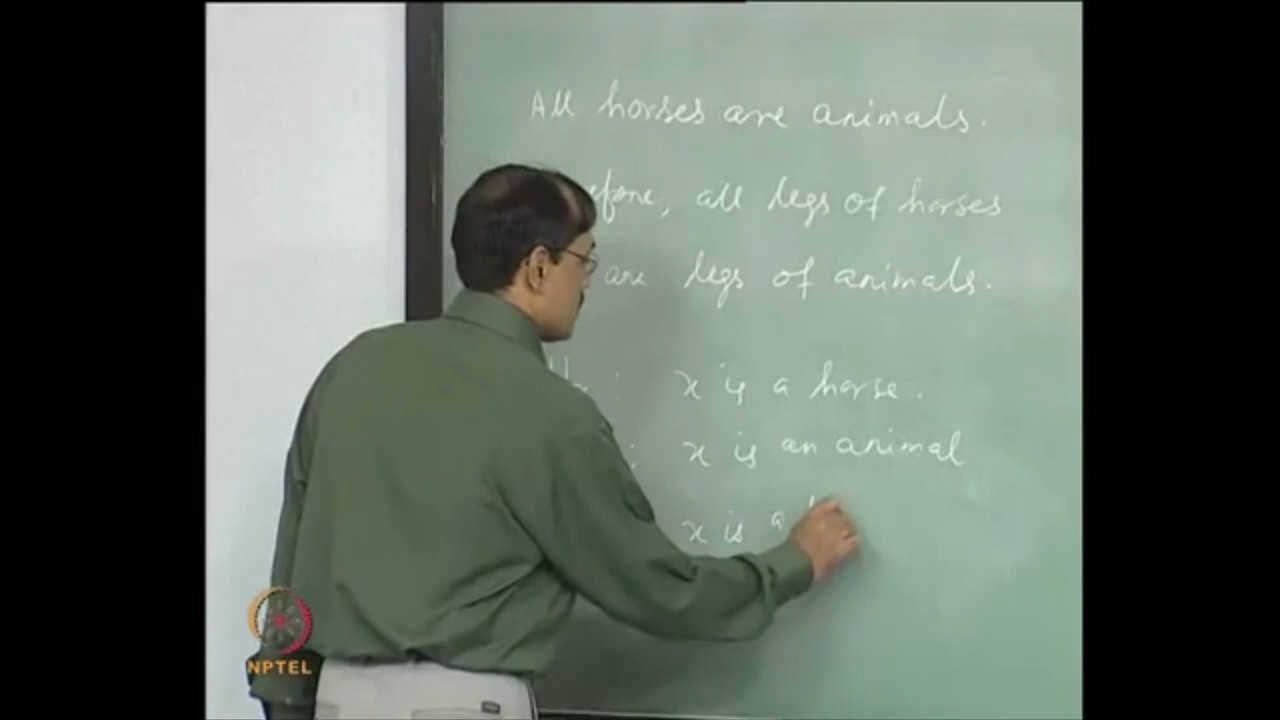 All horses are animals.
all legs of horses
are legs of animals.
x is a horse.
x is an animal
x is a
NPTEL